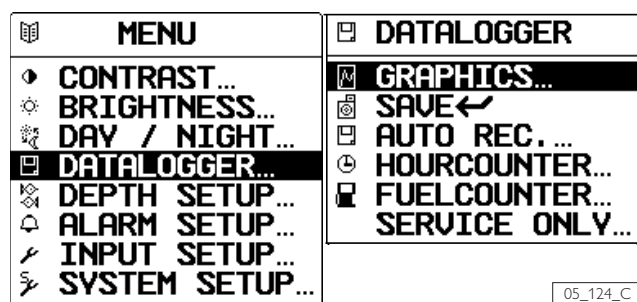 MENU
CONTRAST...
BRIGHTNESS...
DAY / NIGHT...
DATALOGGER...
DEPTH SETUP...
ALARM SETUP...
INPUT SETUP...
SYSTEM SETUP...
DATALOGGER
GRAPHICS...
SAVE↵
AUTO REC....
HOURCOUNTER...
FUELCOUNTER...
SERVICE ONLY...
05_124_C